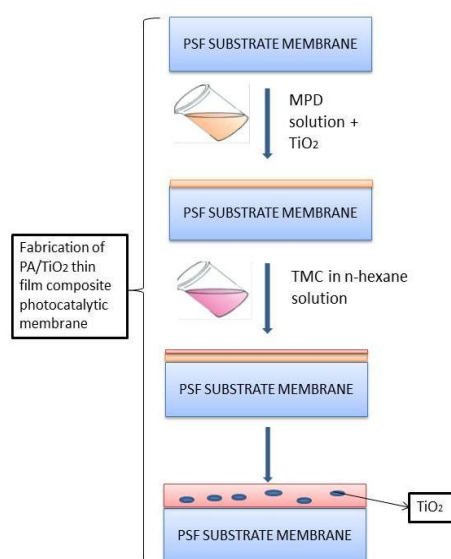 PSF SUBSTRATE MEMBRANE
MPD
solution +
TiO₂
PSF SUBSTRATE MEMBRANE
Fabrication of
PA/TiO₂ thin
film composite
photocatalytic
membrane
TMC in n-hexane
solution
PSF SUBSTRATE MEMBRANE
TiO₂
PSF SUBSTRATE MEMBRANE